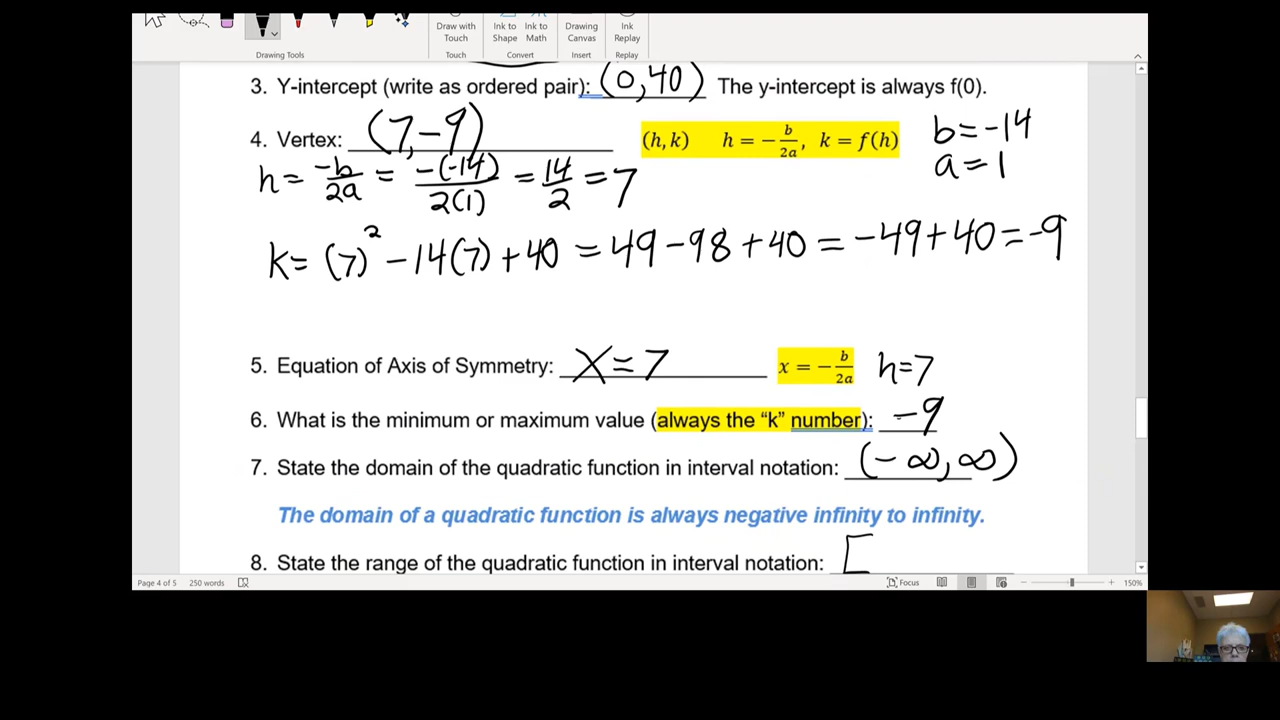 Draw with Touch
Ink to Shape
Ink to Math
Drawing Canvas
Ink Replay
Drawing Tools
Touch
Convert
Insert
Replay
3. Y-intercept (write as ordered pair): (0,40) The y-intercept is always f(0).
4. Vertex: (7,-9) (h, k) h = -b/2a, k = f(h) b=-14
a=1
h = -b/2a = -(-14)/2(1) = 14/2 = 7
k = (7)² - 14(7) + 40 = 49 - 98 + 40 = -49 + 40 = -9
5. Equation of Axis of Symmetry: x=7 x = -b/2a h=7
6. What is the minimum or maximum value (always the “k” number): -9
7. State the domain of the quadratic function in interval notation: (-∞,∞)
The domain of a quadratic function is always negative infinity to infinity.
8. State the range of the quadratic function in interval notation: [
Page 4 of 5 250 words Focus 150%